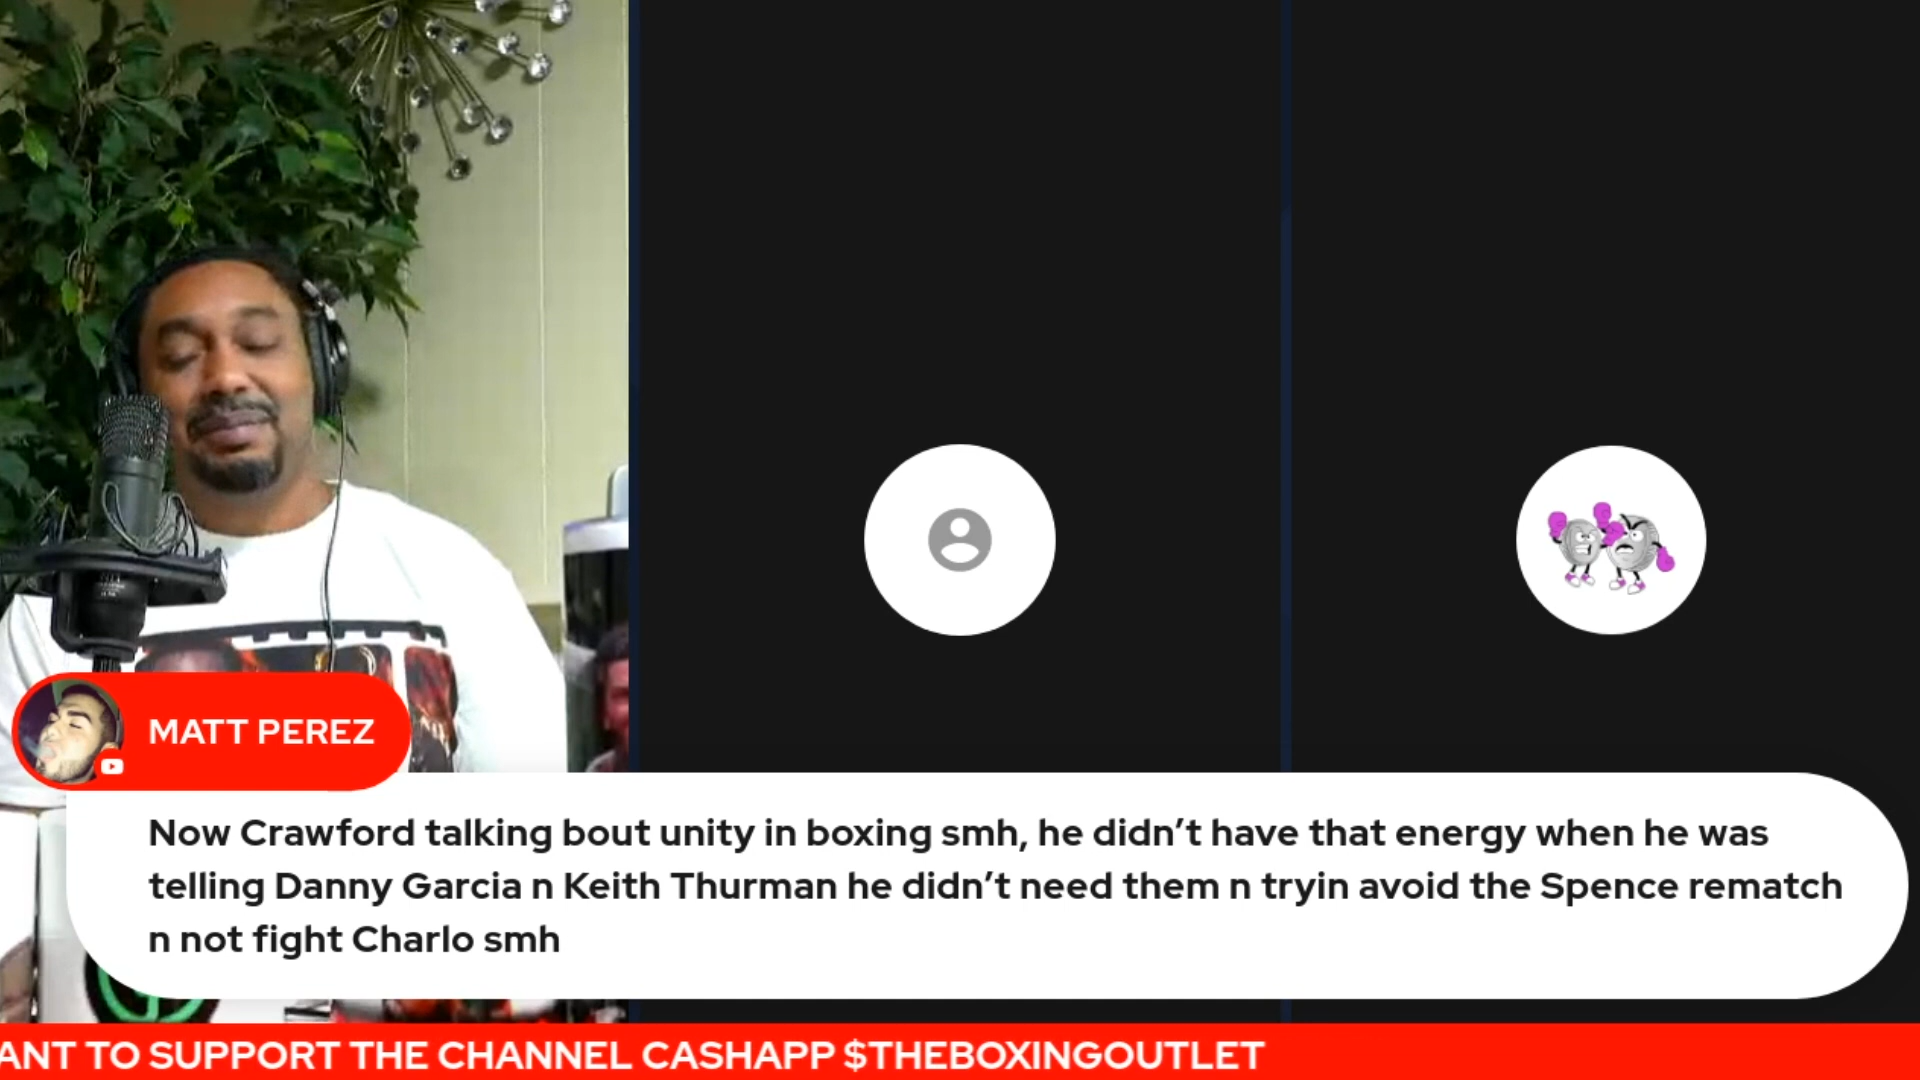 MATT PEREZ
Now Crawford talking bout unity in boxing smh, he didn’t have that energy when he was
telling Danny Garcia n Keith Thurman he didn’t need them n tryin avoid the Spence rematch
n not fight Charlo smh
ANT TO SUPPORT THE CHANNEL CASHAPP $THEBOXINGOUTLET